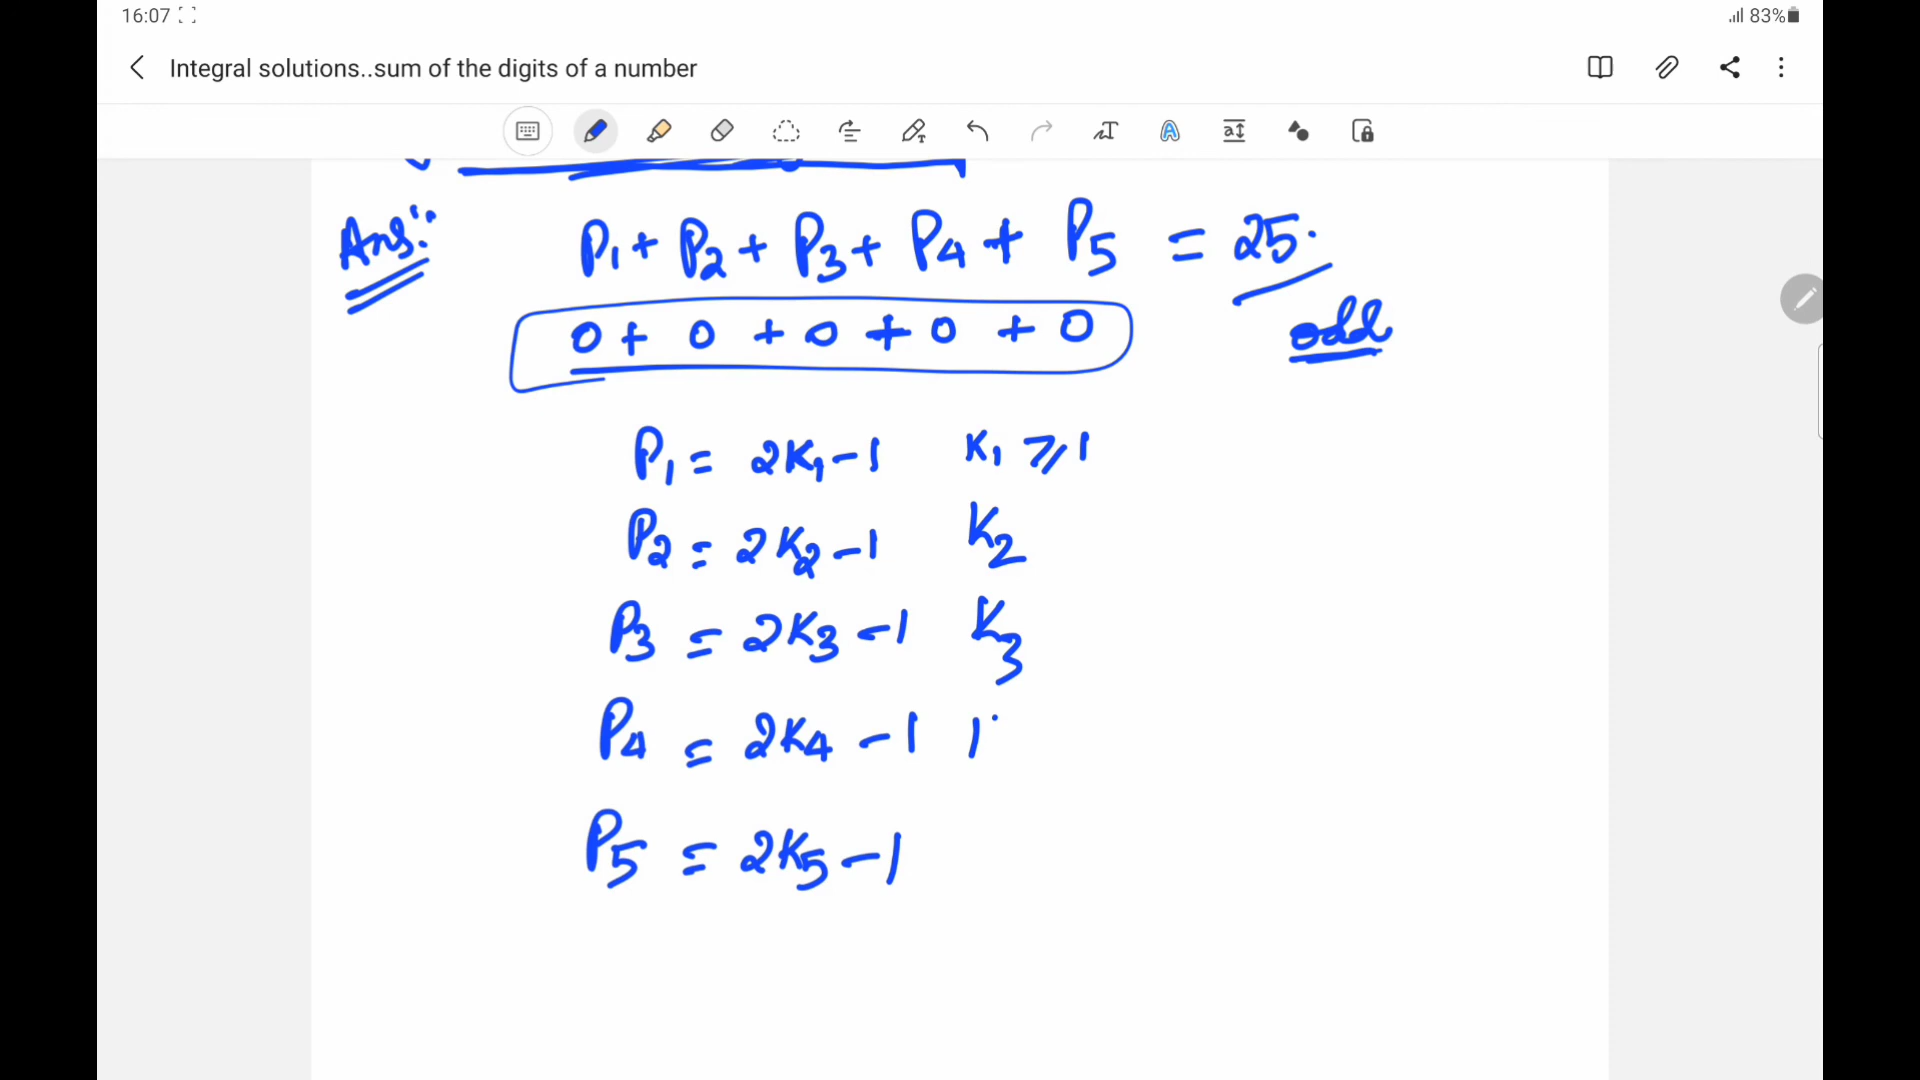 16:07 83%
Integral solutions..sum of the digits of a number
Ans:
P1 + P2 + P3 + P4 + P5 = 25.
0 + 0 + 0 + 0 + 0
odd
P1 = 2K1 - 1 K1 ≥ 1
P2 = 2K2 - 1 K2
P3 = 2K3 - 1 K3
P4 = 2K4 - 1
P5 = 2K5 - 1